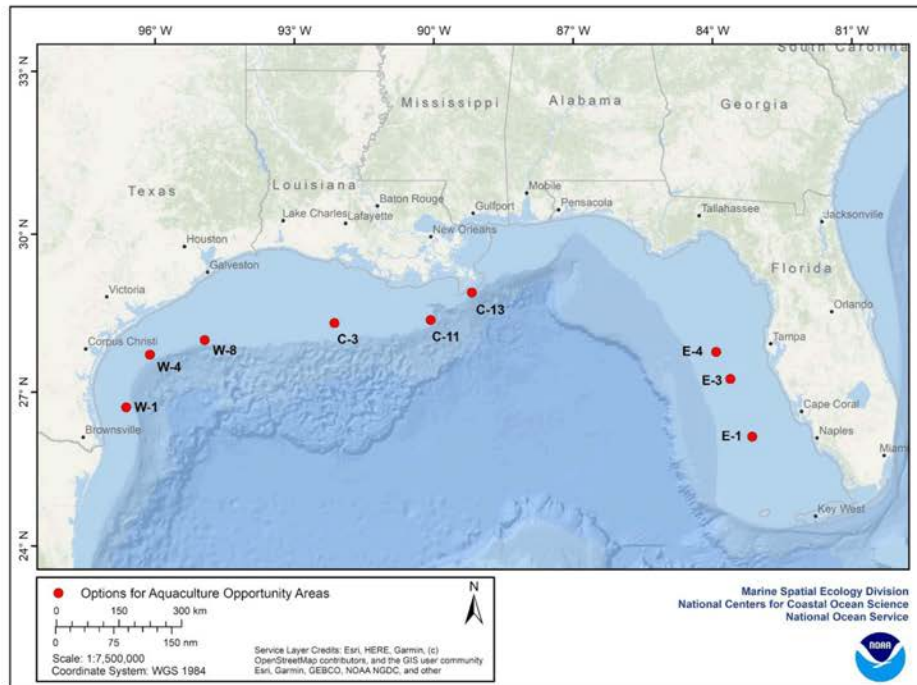 96° W 93° W 90° W 87° W 84° W 81° W
33° N
30° N
27° N
24° N
South Carolina
Mississippi
Alabama
Georgia
Texas
Louisiana
Baton Rouge
Mobile
Lake Charles
Lafayette
Gulfport
Pensacola
Tallahassee
Jacksonville
New Orleans
Houston
Galveston
Florida
Victoria
Orlando
C-13
Corpus Christi
W-8
C-3
C-11
Tampa
E-4
W-4
E-3
W-1
Cape Coral
Brownsville
E-1
Naples
Miami
Key West
Options for Aquaculture Opportunity Areas
0 150 300 km
0 75 150 nm
Scale: 1:7,500,000
Coordinate System: WGS 1984
N
Service Layer Credits: Esri, HERE, Garmin, (c)
OpenStreetMap contributors, and the GIS user community
Esri, Garmin, GEBCO, NOAA NGDC, and other
Marine Spatial Ecology Division
National Centers for Coastal Ocean Science
National Ocean Service
NOAA